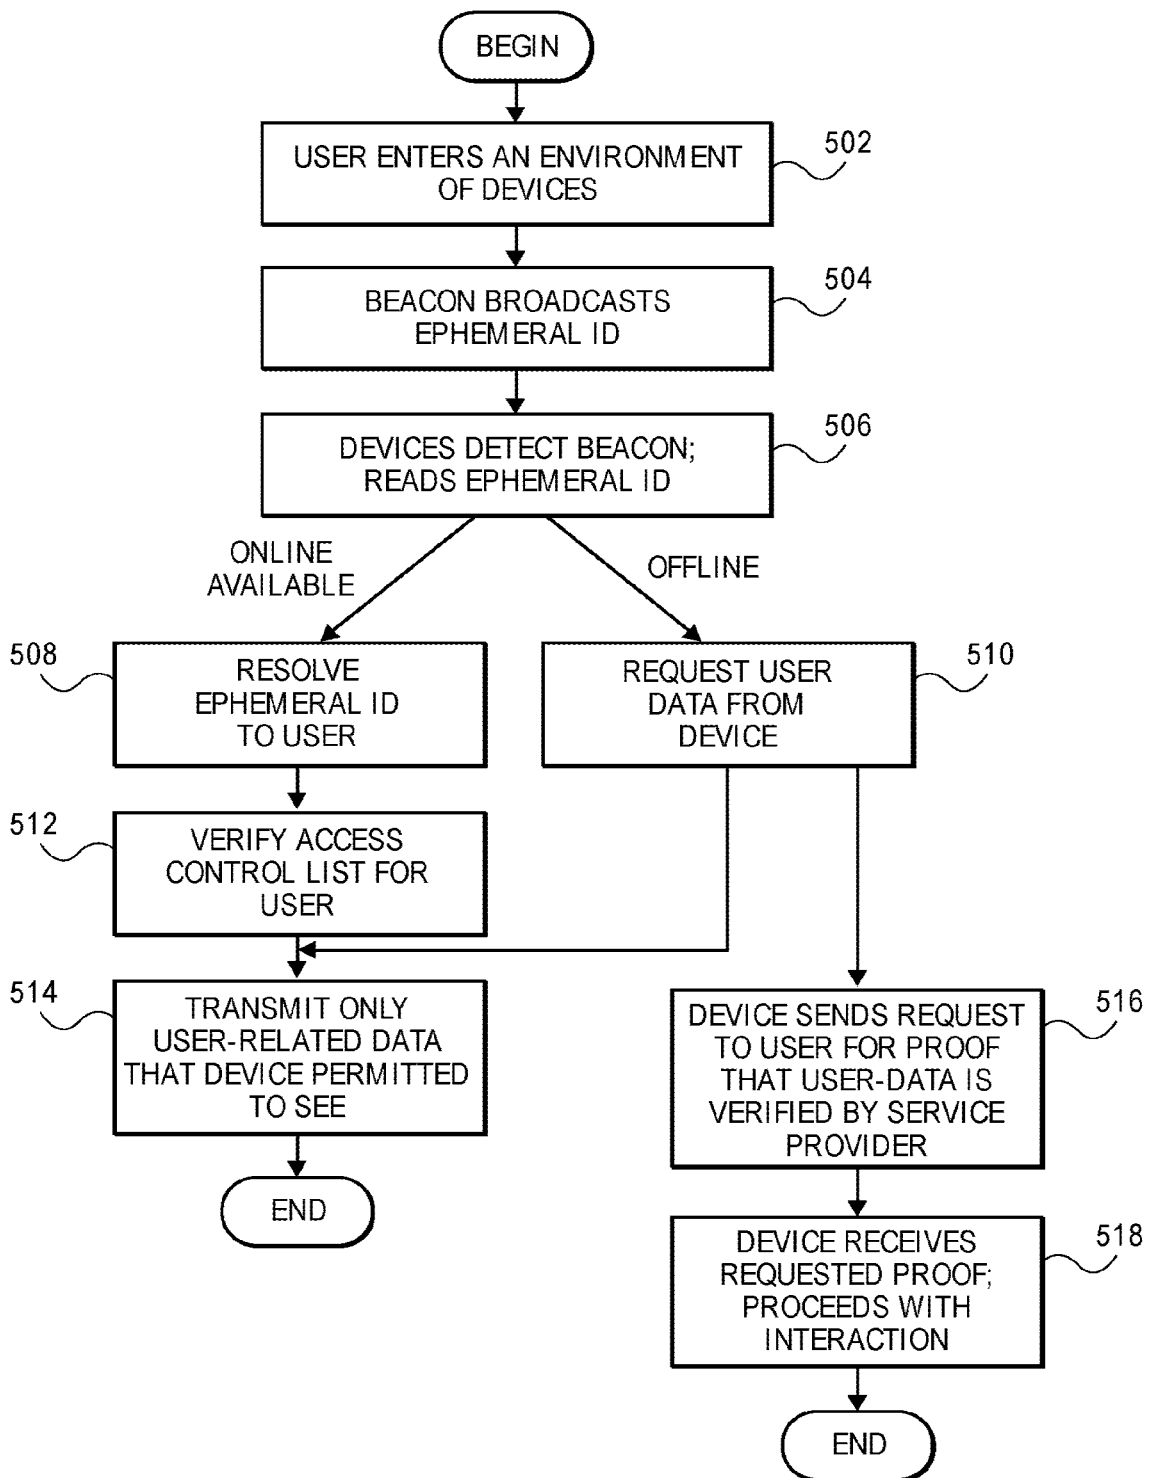 BEGIN
USER ENTERS AN ENVIRONMENT
OF DEVICES
502
BEACON BROADCASTS
EPHEMERAL ID
504
DEVICES DETECT BEACON;
READS EPHEMERAL ID
506
ONLINE
AVAILABLE
OFFLINE
508
RESOLVE
EPHEMERAL ID
TO USER
REQUEST USER
DATA FROM
DEVICE
510
512
VERIFY ACCESS
CONTROL LIST FOR
USER
514
TRANSMIT ONLY
USER-RELATED DATA
THAT DEVICE PERMITTED
TO SEE
END
DEVICE SENDS REQUEST
TO USER FOR PROOF
THAT USER-DATA IS
VERIFIED BY SERVICE
PROVIDER
516
DEVICE RECEIVES
REQUESTED PROOF;
PROCEEDS WITH
INTERACTION
518
END